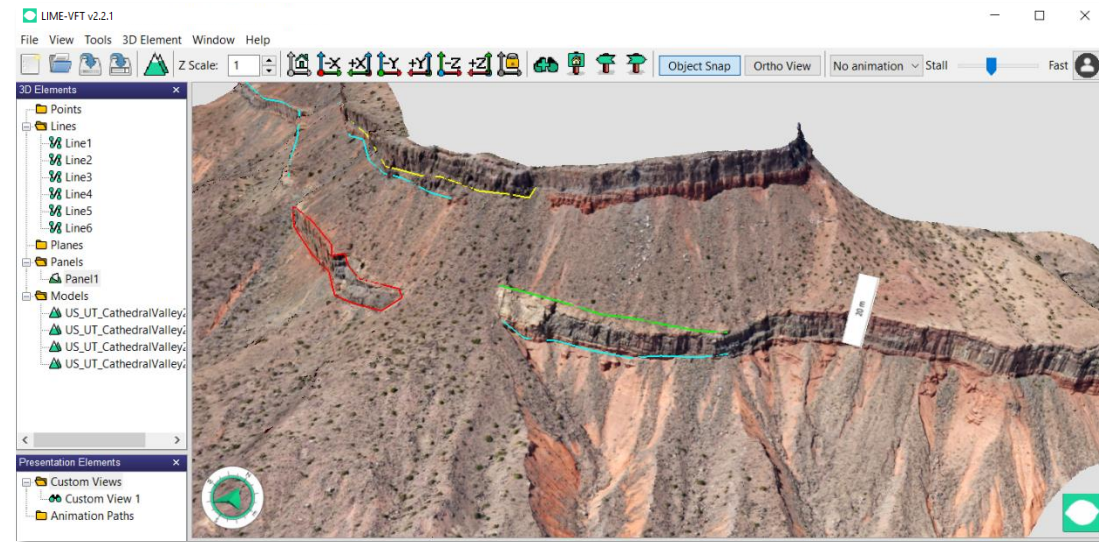 LIME-VFT v2.2.1
File View Tools 3D Element Window Help
Z Scale: 1 -X +X -Y +Y -Z +Z Object Snap Ortho View No animation Stall Fast
3D Elements
Points
Lines
Line1
Line2
Line3
Line4
Line5
Line6
Planes
Panels
Panel1
Models
US_UT_CathedralValley2
US_UT_CathedralValley2
US_UT_CathedralValley2
US_UT_CathedralValley2
20 m
Presentation Elements
Custom Views
Custom View 1
Animation Paths